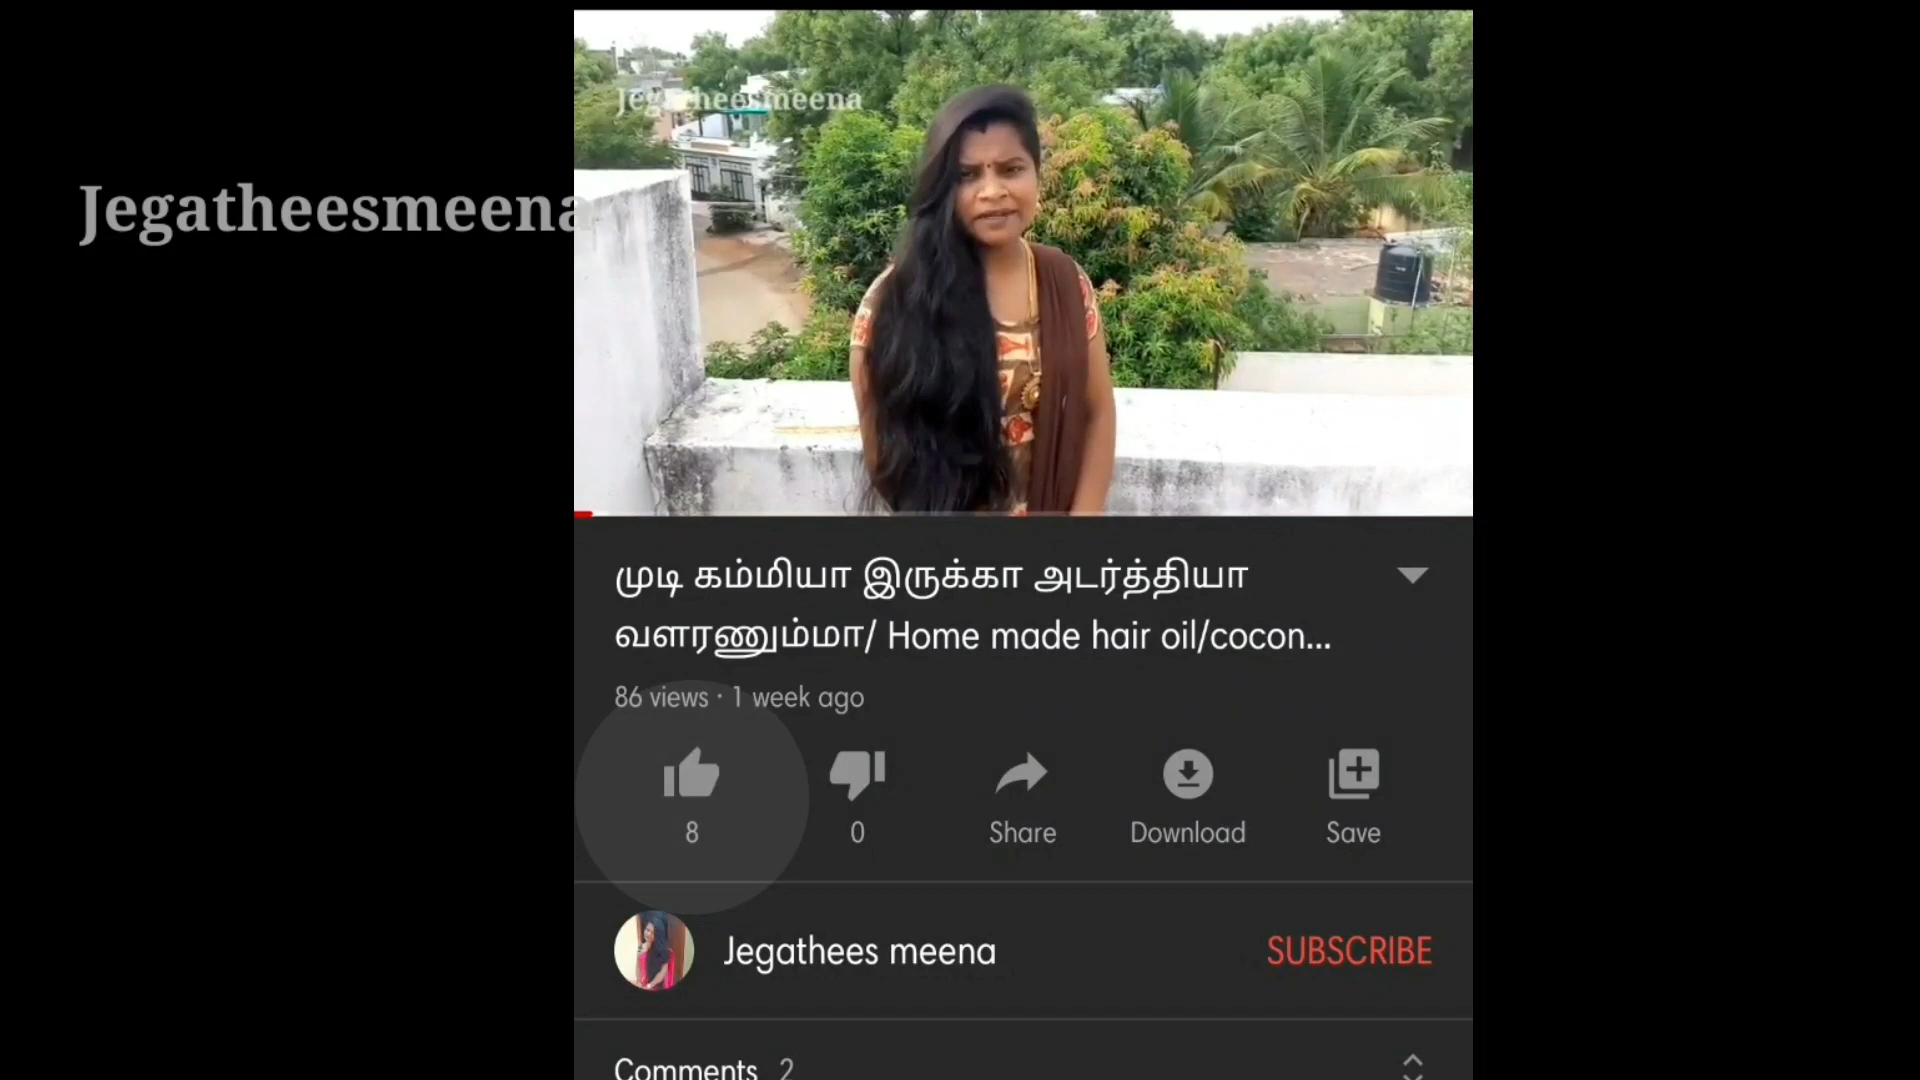 Jegatheesmeena
Jegatheesmeena
முடி கம்மியா இருக்கா அடர்த்தியா
வளரணும்மா/ Home made hair oil/cocon...
86 views · 1 week ago
8
0
Share
Download
Save
Jegathees meena
SUBSCRIBE
Comments 2